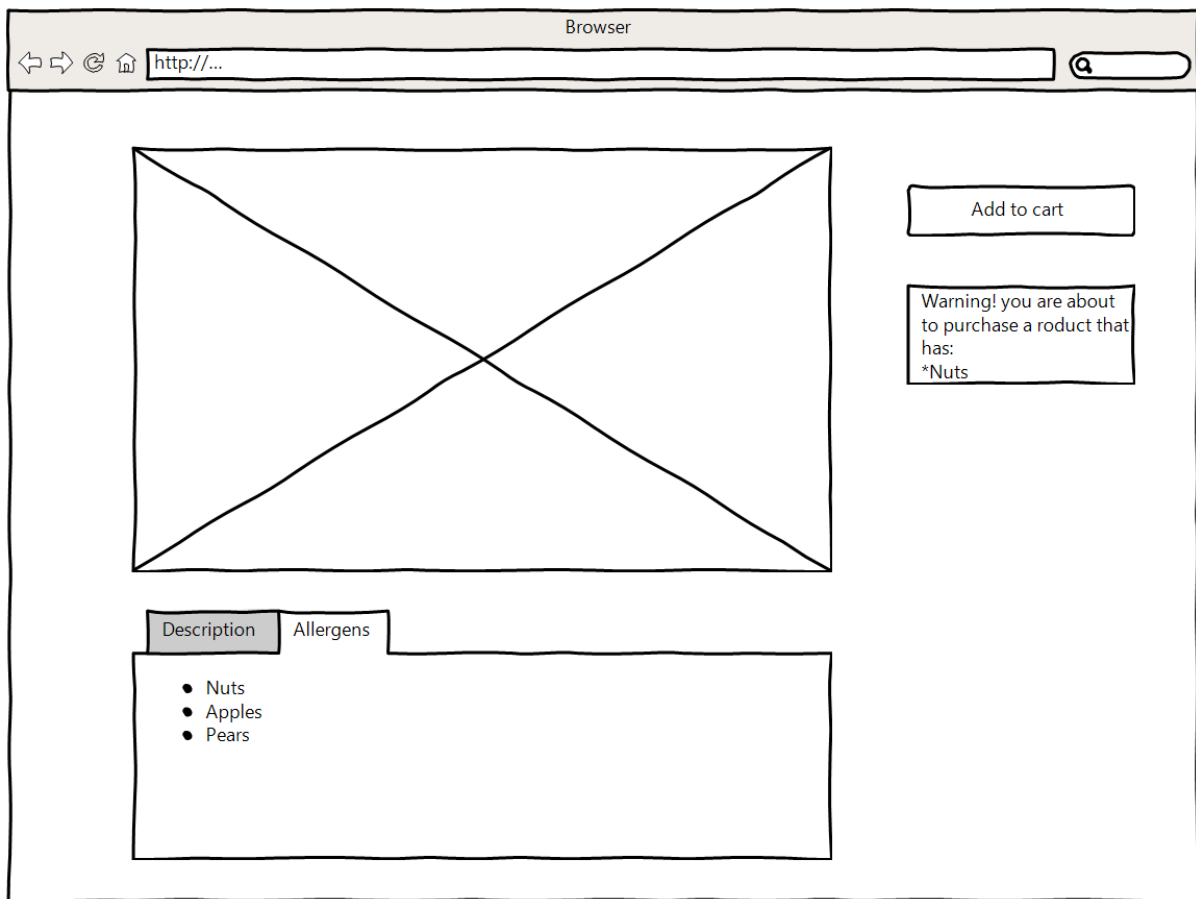 Browser
http://...
Add to cart
Warning! you are about
to purchase a roduct that
has:
*Nuts
Description
Allergens
Nuts
Apples
Pears